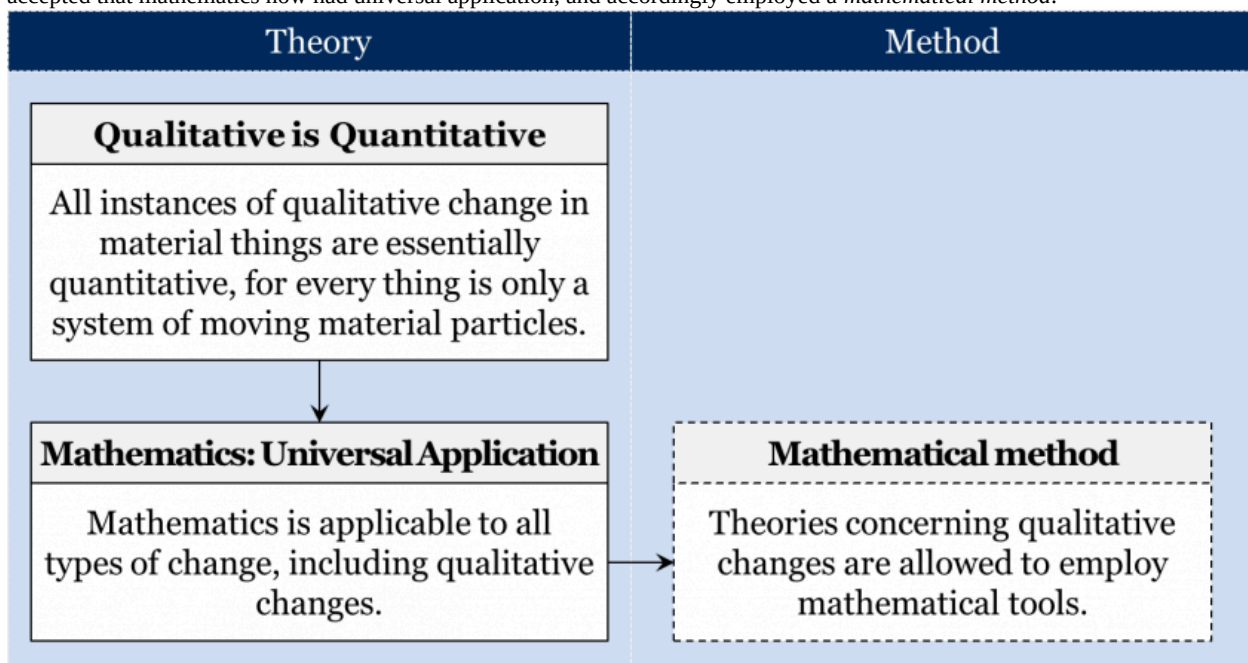 accepted that mathematics now had universal application, and accordingly employed a mathematical method.
Theory
Method
Qualitative is Quantitative
All instances of qualitative change in
material things are essentially
quantitative, for every thing is only a
system of moving material particles.
Mathematics: Universal Application
Mathematics is applicable to all
types of change, including qualitative
changes.
Mathematical method
Theories concerning qualitative
changes are allowed to employ
mathematical tools.